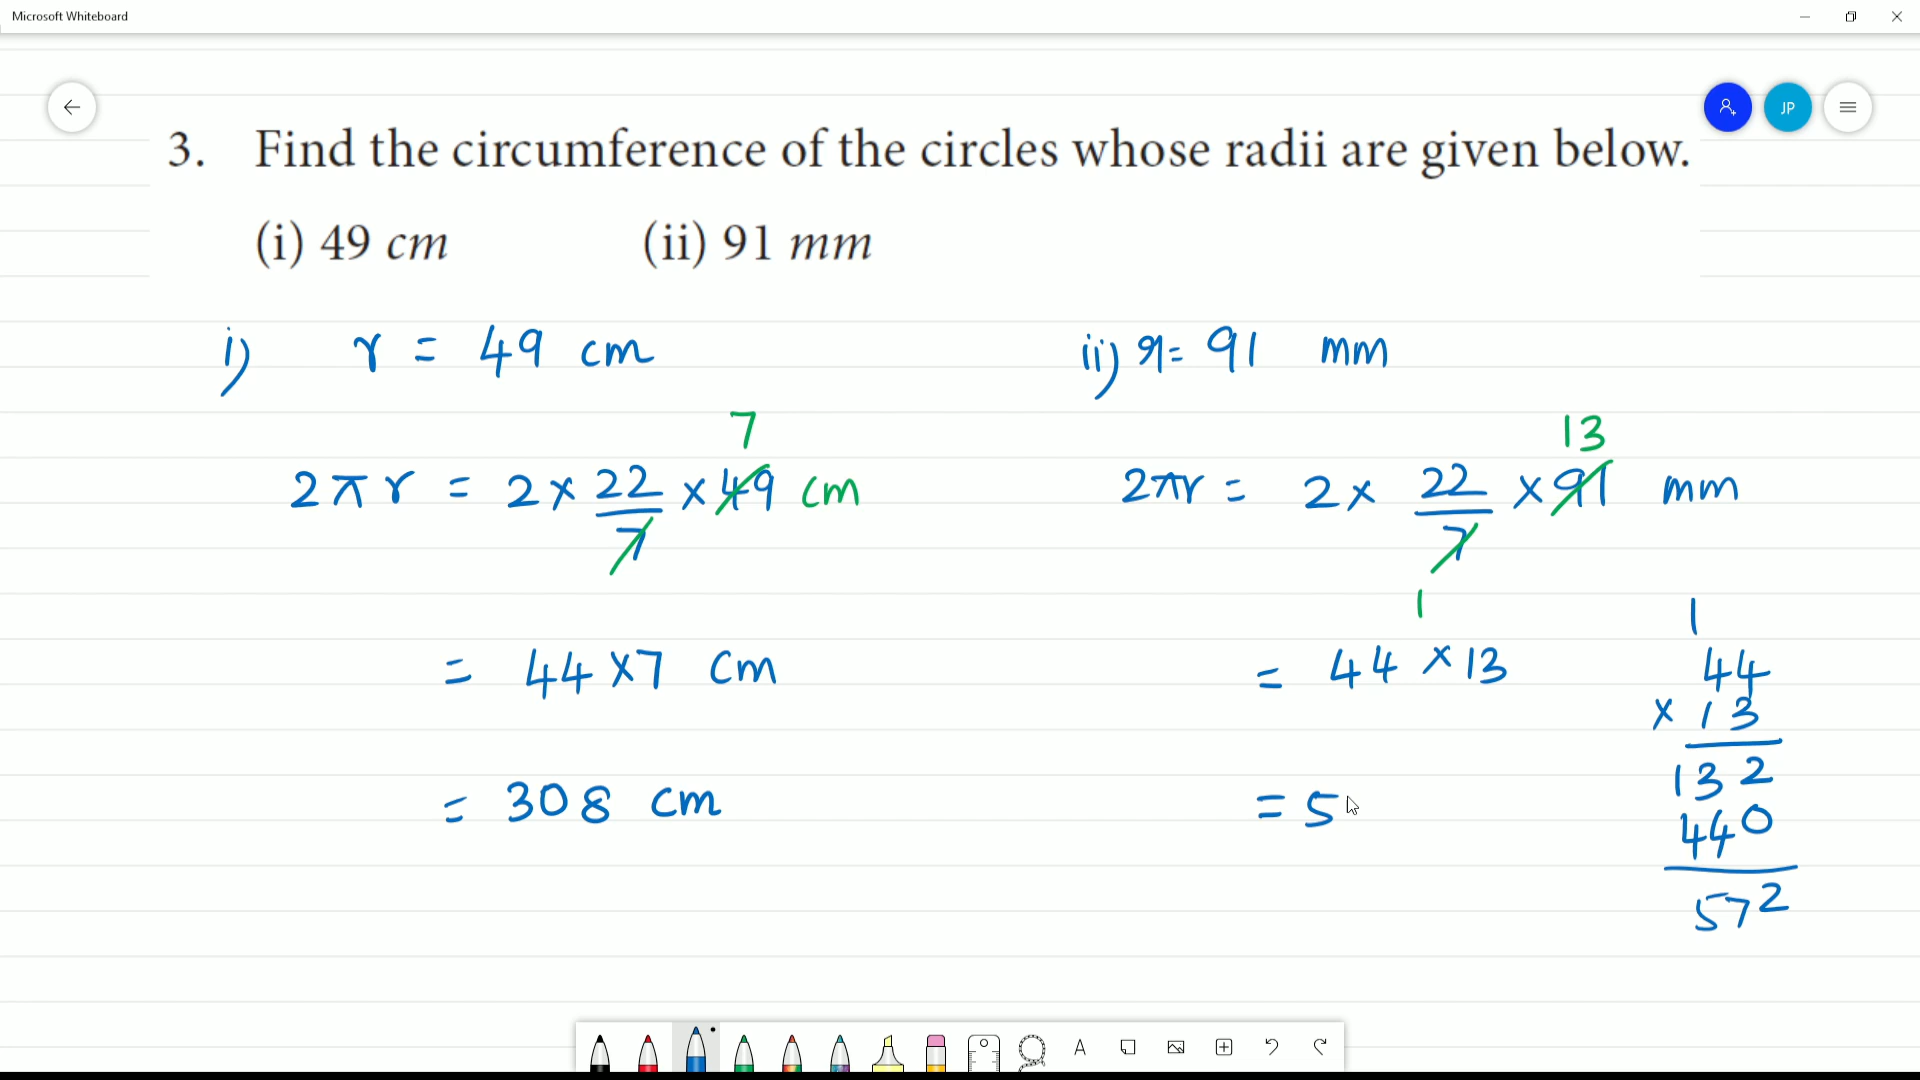 Microsoft Whiteboard
JP
3. Find the circumference of the circles whose radii are given below.
(i) 49 cm (ii) 91 mm
i) r = 49 cm
7
2πr = 2 × 22/7 × 49 cm
= 44 × 7 cm
= 308 cm
ii) r = 91 mm
13
2πr = 2 × 22/7 × 91 mm
1
= 44 × 13
= 5
1
44
× 13
132
440
572
A